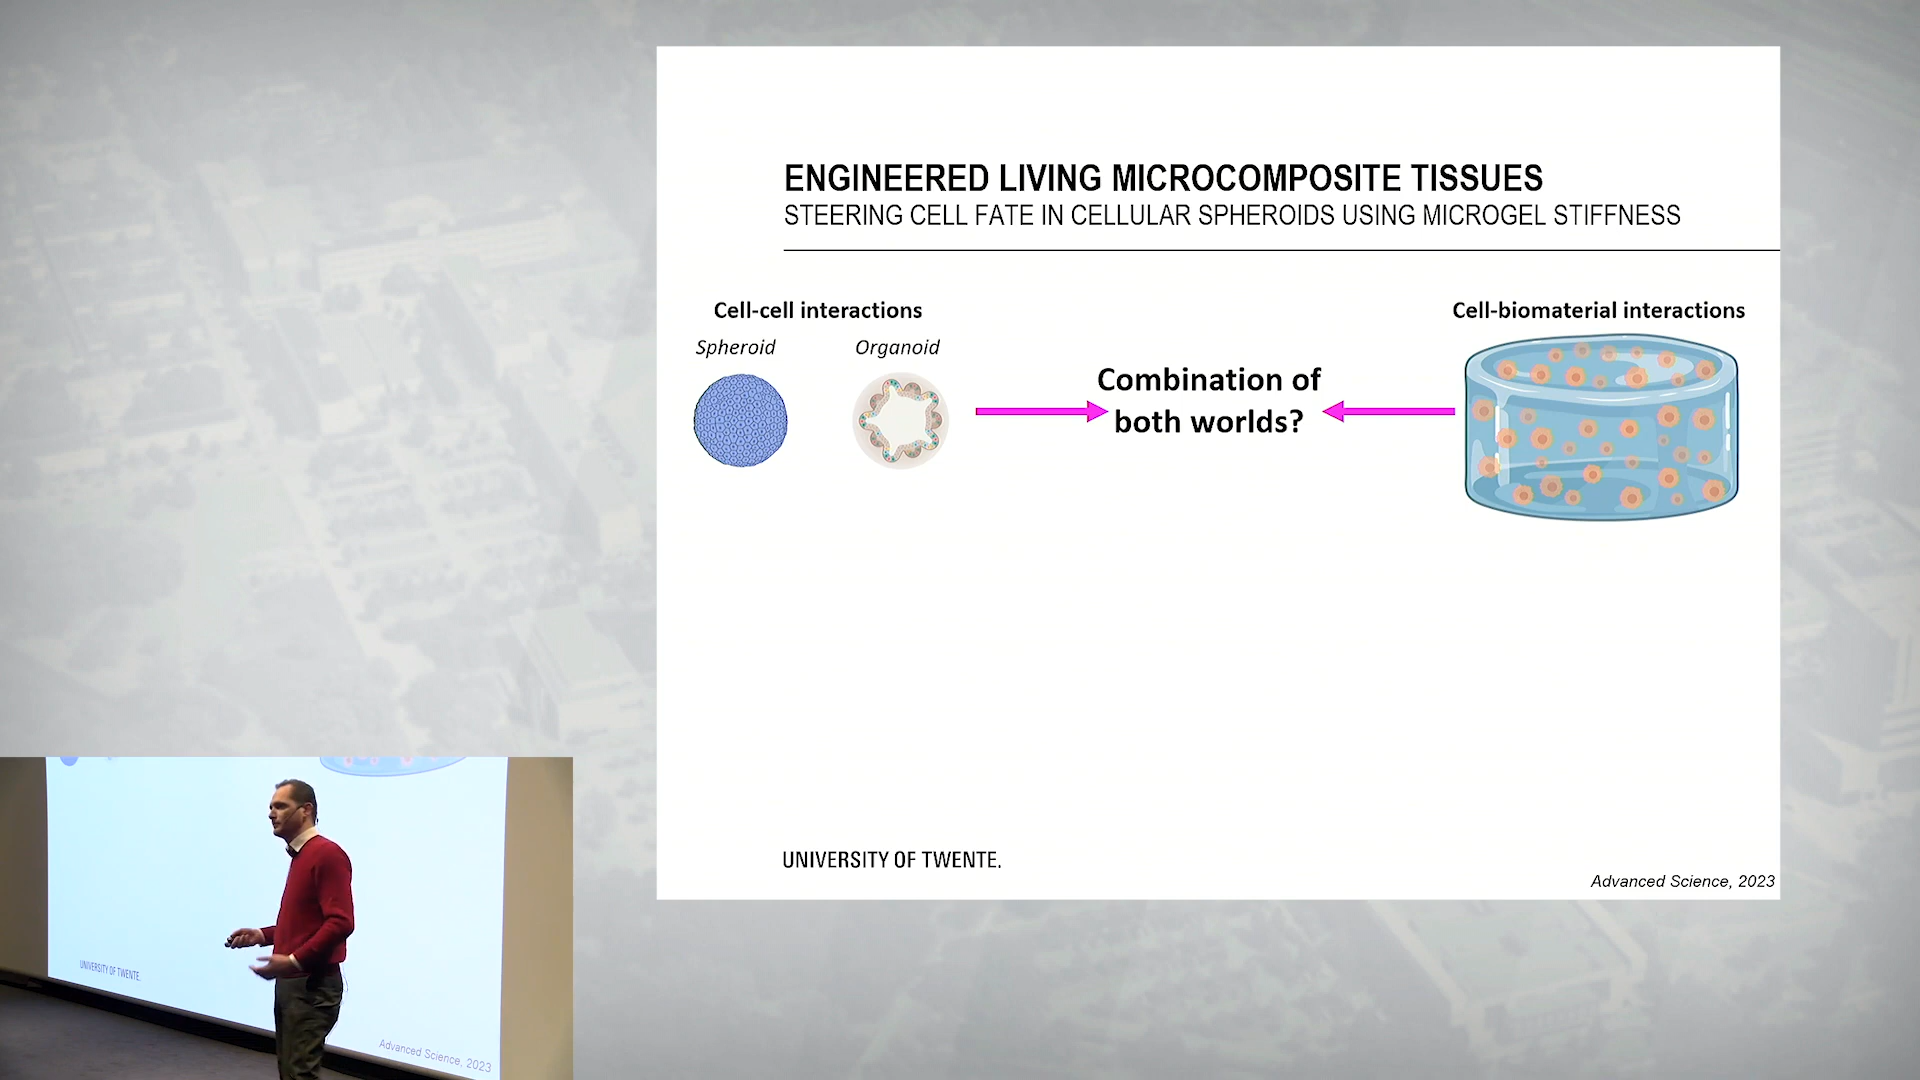 ENGINEERED LIVING MICROCOMPOSITE TISSUES
STEERING CELL FATE IN CELLULAR SPHEROIDS USING MICROGEL STIFFNESS
Cell-cell interactions
Spheroid
Organoid
Combination of
both worlds?
Cell-biomaterial interactions
UNIVERSITY OF TWENTE.
Advanced Science, 2023
UNIVERSITY OF TWENTE.
Advanced Science, 2023